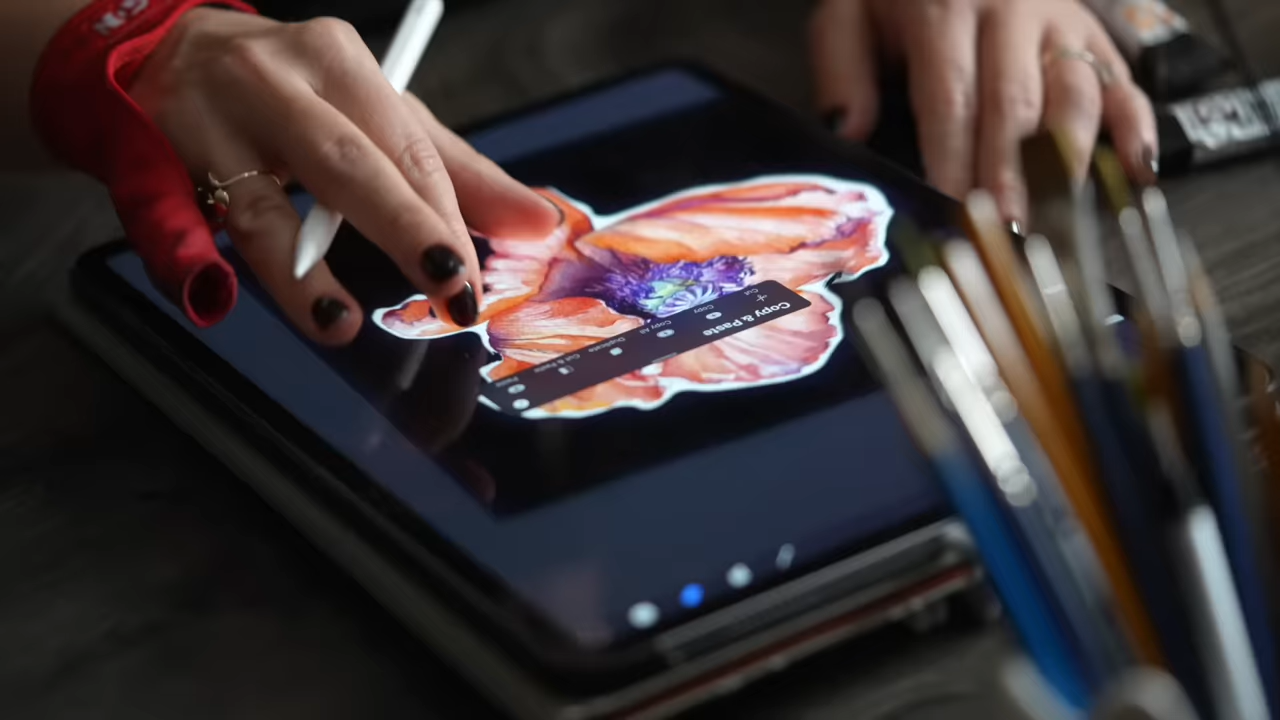 Copy & Paste
Cut
Copy
Copy All
Duplicate
Cut & Paste
Paste